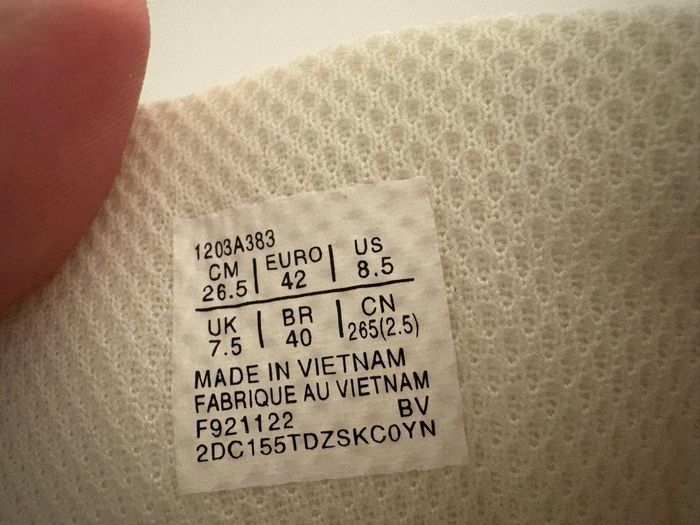 1203A383
CM | EURO | US
26.5 | 42 | 8.5
UK | BR | CN
7.5 | 40 | 265(2.5)
MADE IN VIETNAM
FABRIQUE AU VIETNAM
F921122 BV
2DC155TDZSKC0YN